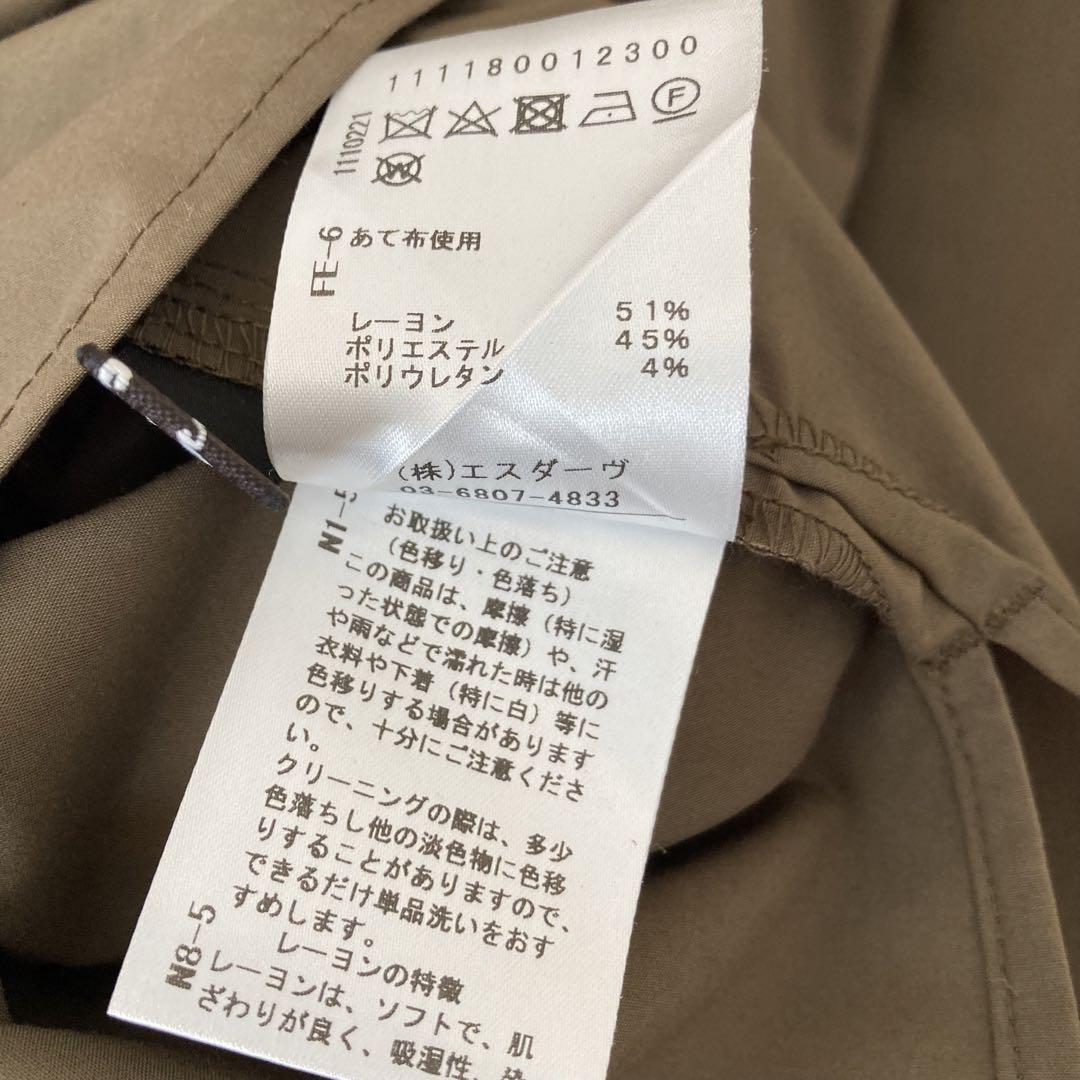 111180012300
1110221
F
W
FE-6
あて布使用
レーヨン 51%
ポリエステル 45%
ポリウレタン 4%
(株)エスダーヴ
03-6807-4833
N1-5
お取扱い上のご注意
(色移り・色落ち)
この商品は、摩擦(特に湿
った状態での摩擦)や、汗
や雨などで濡れた時は他の
衣料や下着(特に白)等に
色移りする場合があります
ので、十分にご注意くださ
い。
クリーニングの際は、多少
色落ちし他の淡色物に色移
りすることがありますので、
できるだけ単品洗いをおす
すめします。
N8-5
レーヨンの特徴
レーヨンは、ソフトで、肌
ざわりが良く、吸湿性、染